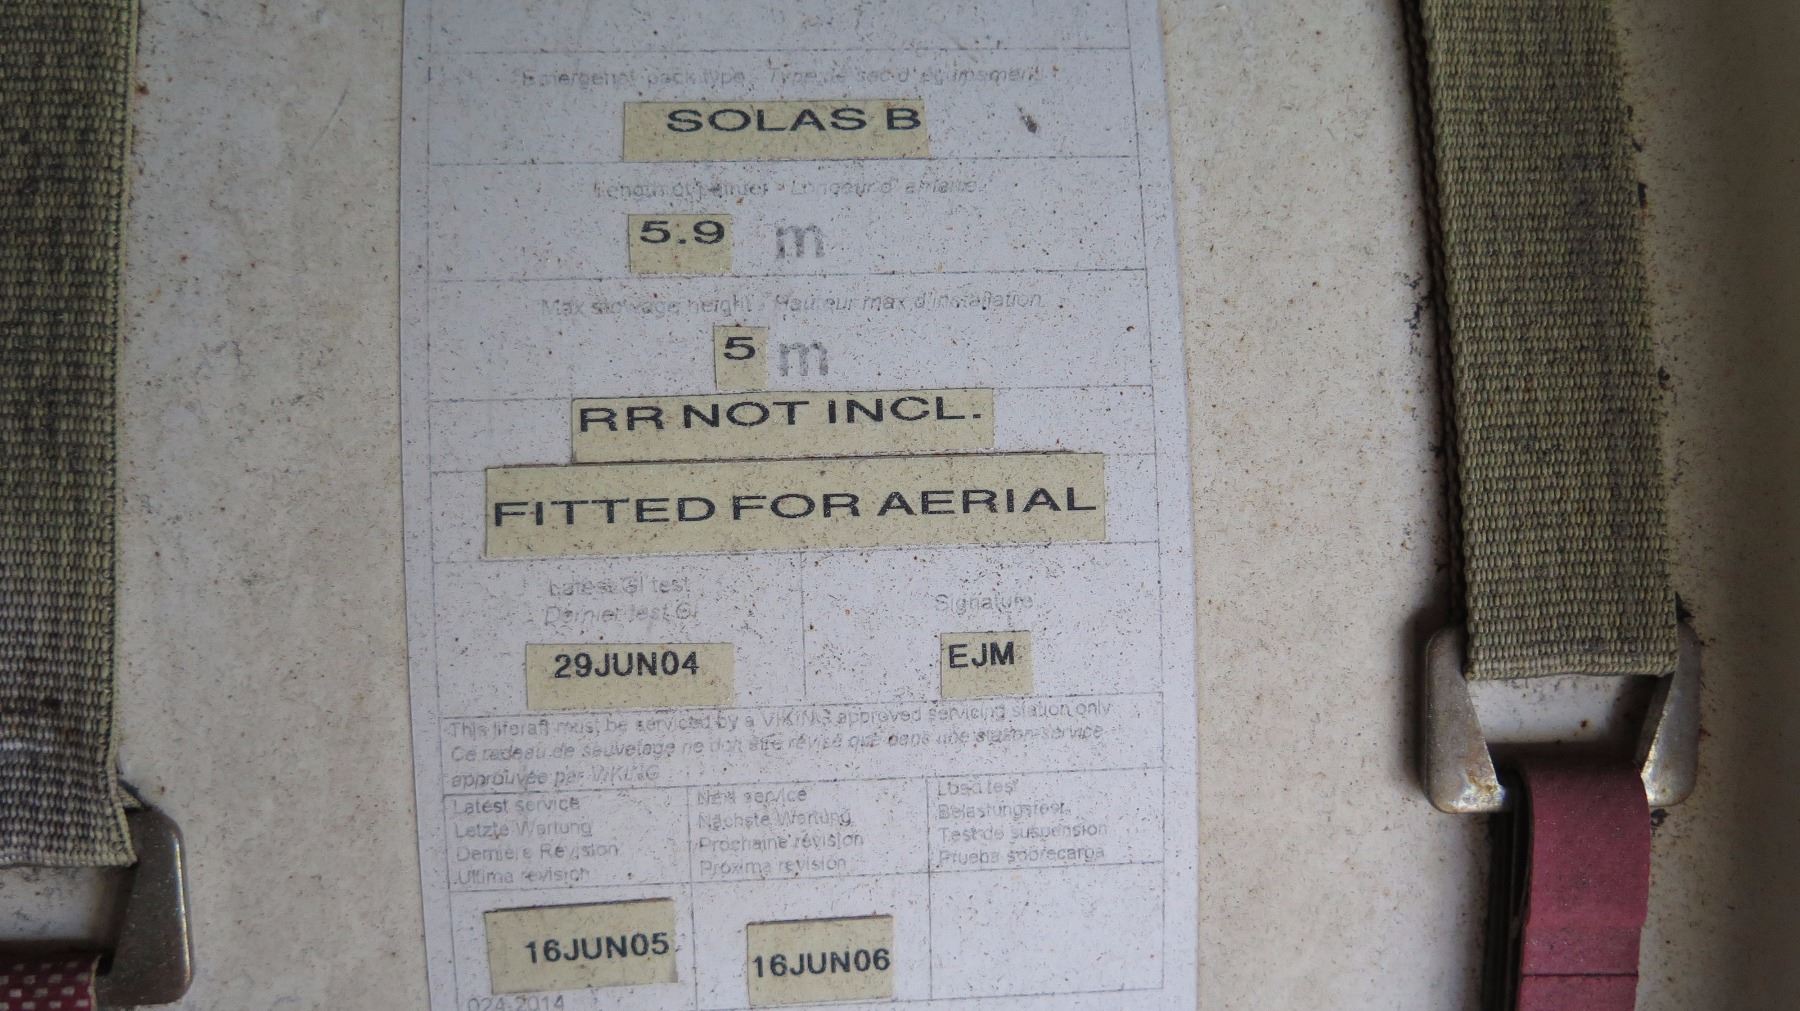 Emergency pack type - Type de sac d'équipement
SOLAS B
Length of painter - Longeur d'amarre
5.9 m
Max stowage height - Hauteur max d'installation
5 m
RR NOT INCL.
FITTED FOR AERIAL
Latest GI test
Dernier test GI
29JUN04
Signature
EJM
This liferaft must be serviced by a VIKING approved servicing station only
Ce radeau de sauvetage ne doit être révisé que dans une station-service
approuvée par VIKING
Latest service
Letzte Wartung
Dernière Révision
Ultima revisich
Next service
Nächste Wartung
Prochaine révision
Próxima revisión
Load test
Belastungstest
Test de suspension
Prueba sobrecarga
16JUN05
16JUN06
024-2014